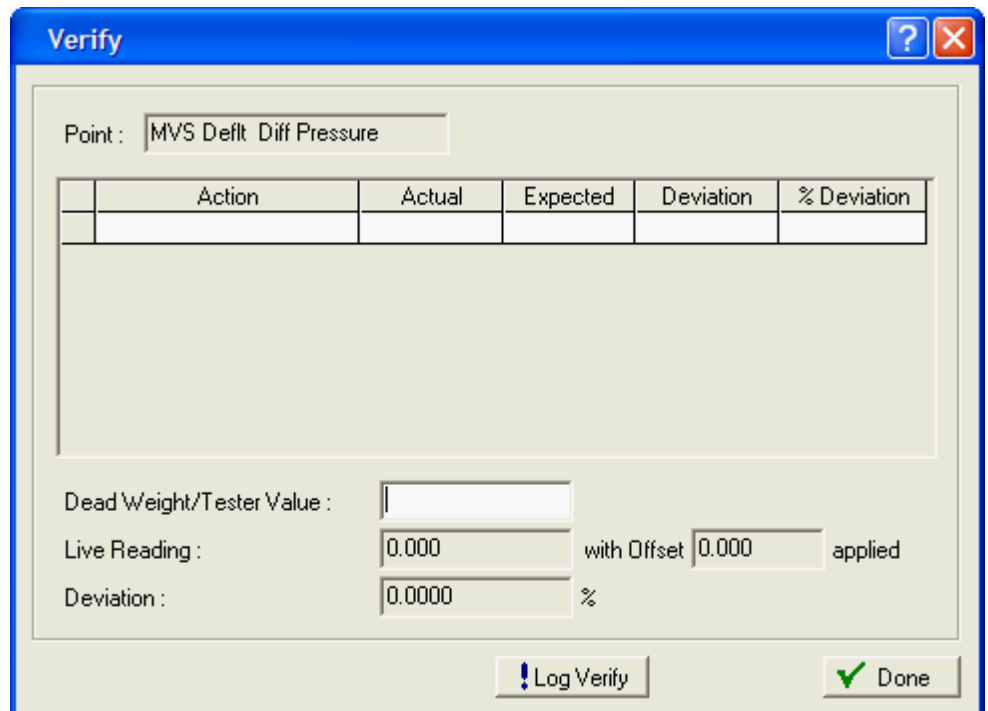 Verify
Point : MVS Deflt Diff Pressure
Action Actual Expected Deviation % Deviation
Dead Weight/Tester Value :
Live Reading : 0.000 with Offset 0.000 applied
Deviation : 0.0000 %
! Log Verify Done